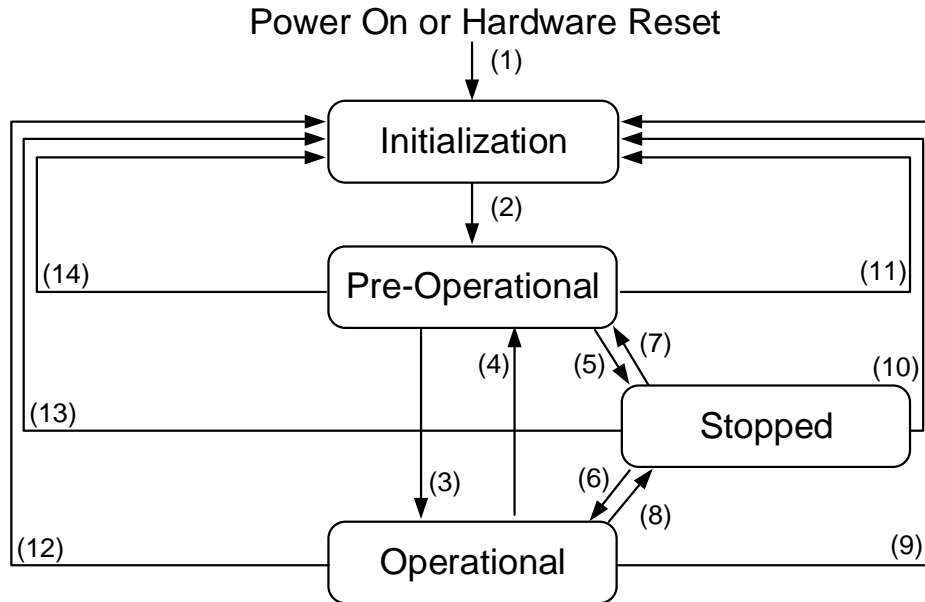 Power On or Hardware Reset
(1)
Initialization
(2)
(14)
Pre-Operational
(11)
(4)
(5)
(7)
(10)
(13)
Stopped
(3)
(6)
(8)
(12)
Operational
(9)